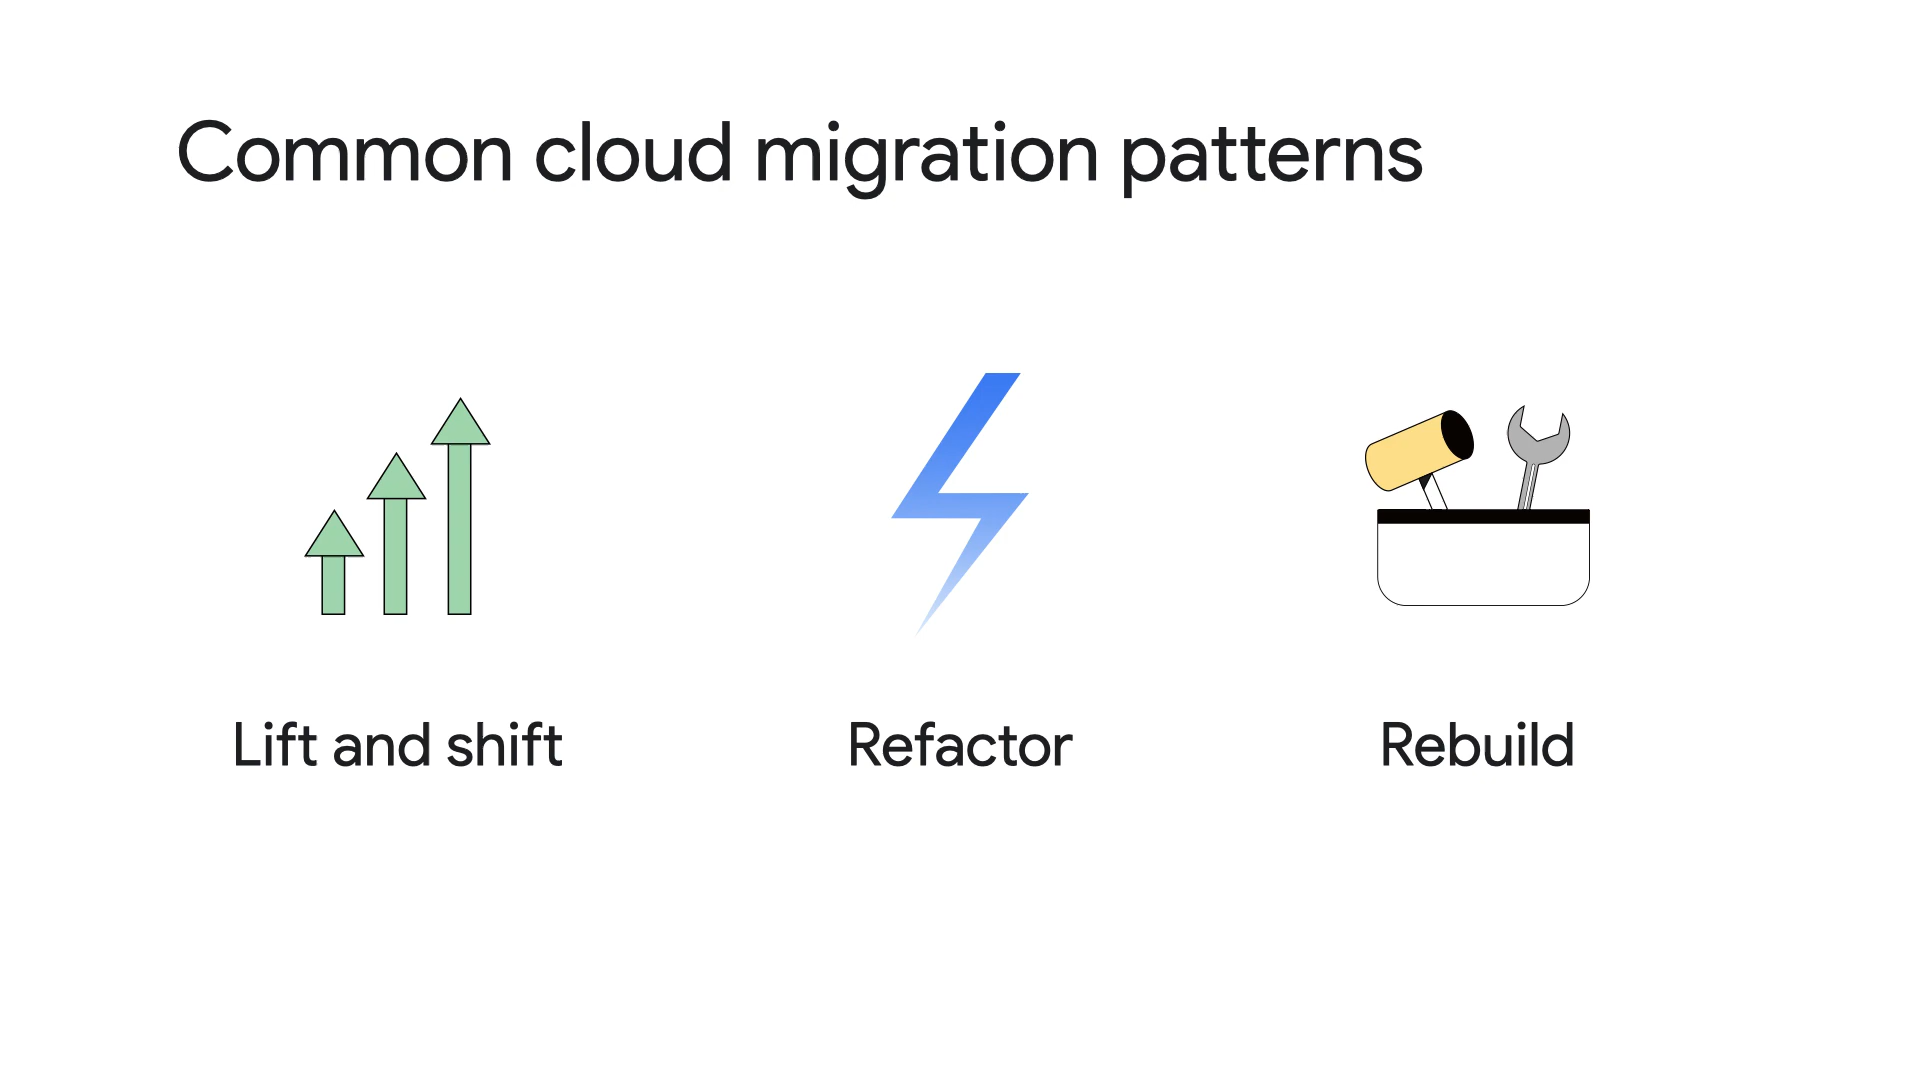 Common cloud migration patterns
Lift and shift
Refactor
Rebuild